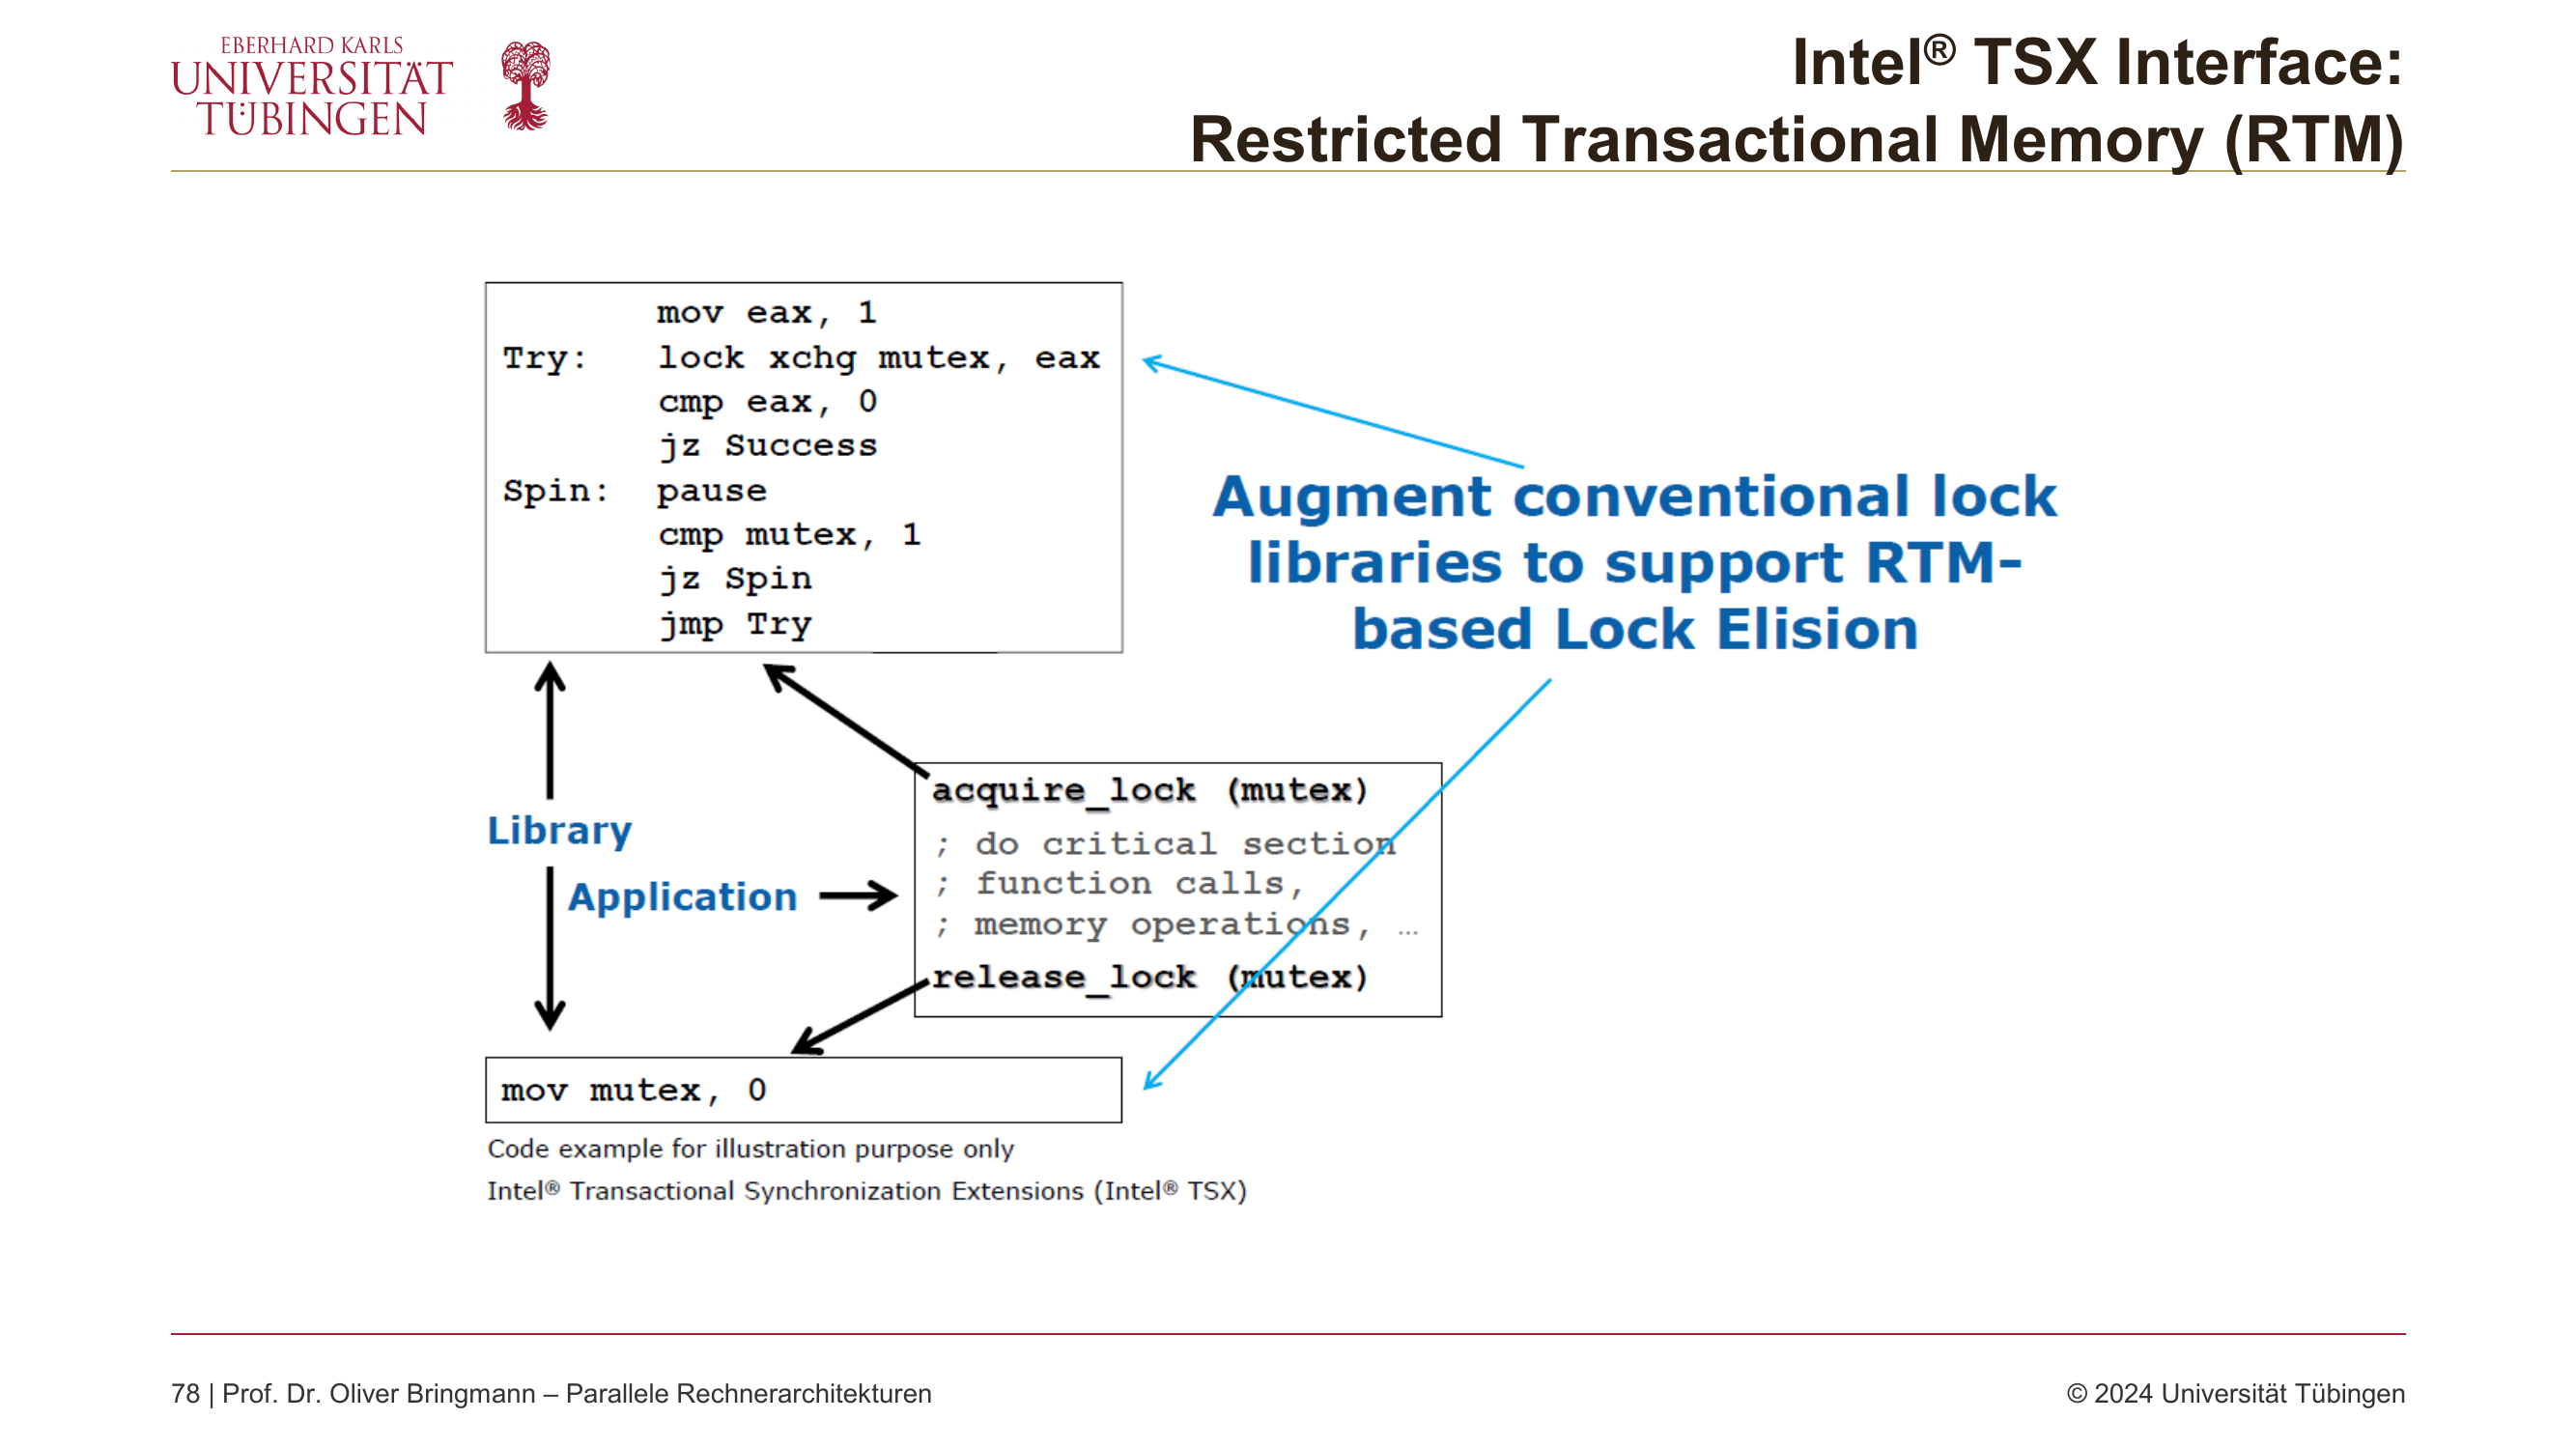 EBERHARD KARLS
UNIVERSITÄT
TÜBINGEN
Intel® TSX Interface:
Restricted Transactional Memory (RTM)
mov eax, 1
Try: lock xchg mutex, eax
cmp eax, 0
jz Success
Spin: pause
cmp mutex, 1
jz Spin
jmp Try
Augment conventional lock
libraries to support RTM-
based Lock Elision
Library
Application
acquire_lock (mutex)
; do critical section
; function calls,
; memory operations, …
release_lock (mutex)
mov mutex, 0
Code example for illustration purpose only
Intel® Transactional Synchronization Extensions (Intel® TSX)
78 | Prof. Dr. Oliver Bringmann – Parallele Rechnerarchitekturen
© 2024 Universität Tübingen